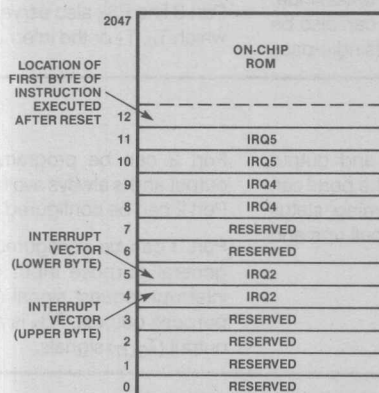 2047
ON-CHIP
ROM
LOCATION OF
FIRST BYTE OF
INSTRUCTION
EXECUTED
AFTER RESET
12
11 IRQ5
10 IRQ5
9 IRQ4
8 IRQ4
7 RESERVED
6 RESERVED
INTERRUPT
VECTOR
(LOWER BYTE)
5 IRQ2
4 IRQ2
INTERRUPT
VECTOR
(UPPER BYTE)
3 RESERVED
2 RESERVED
1 RESERVED
0 RESERVED